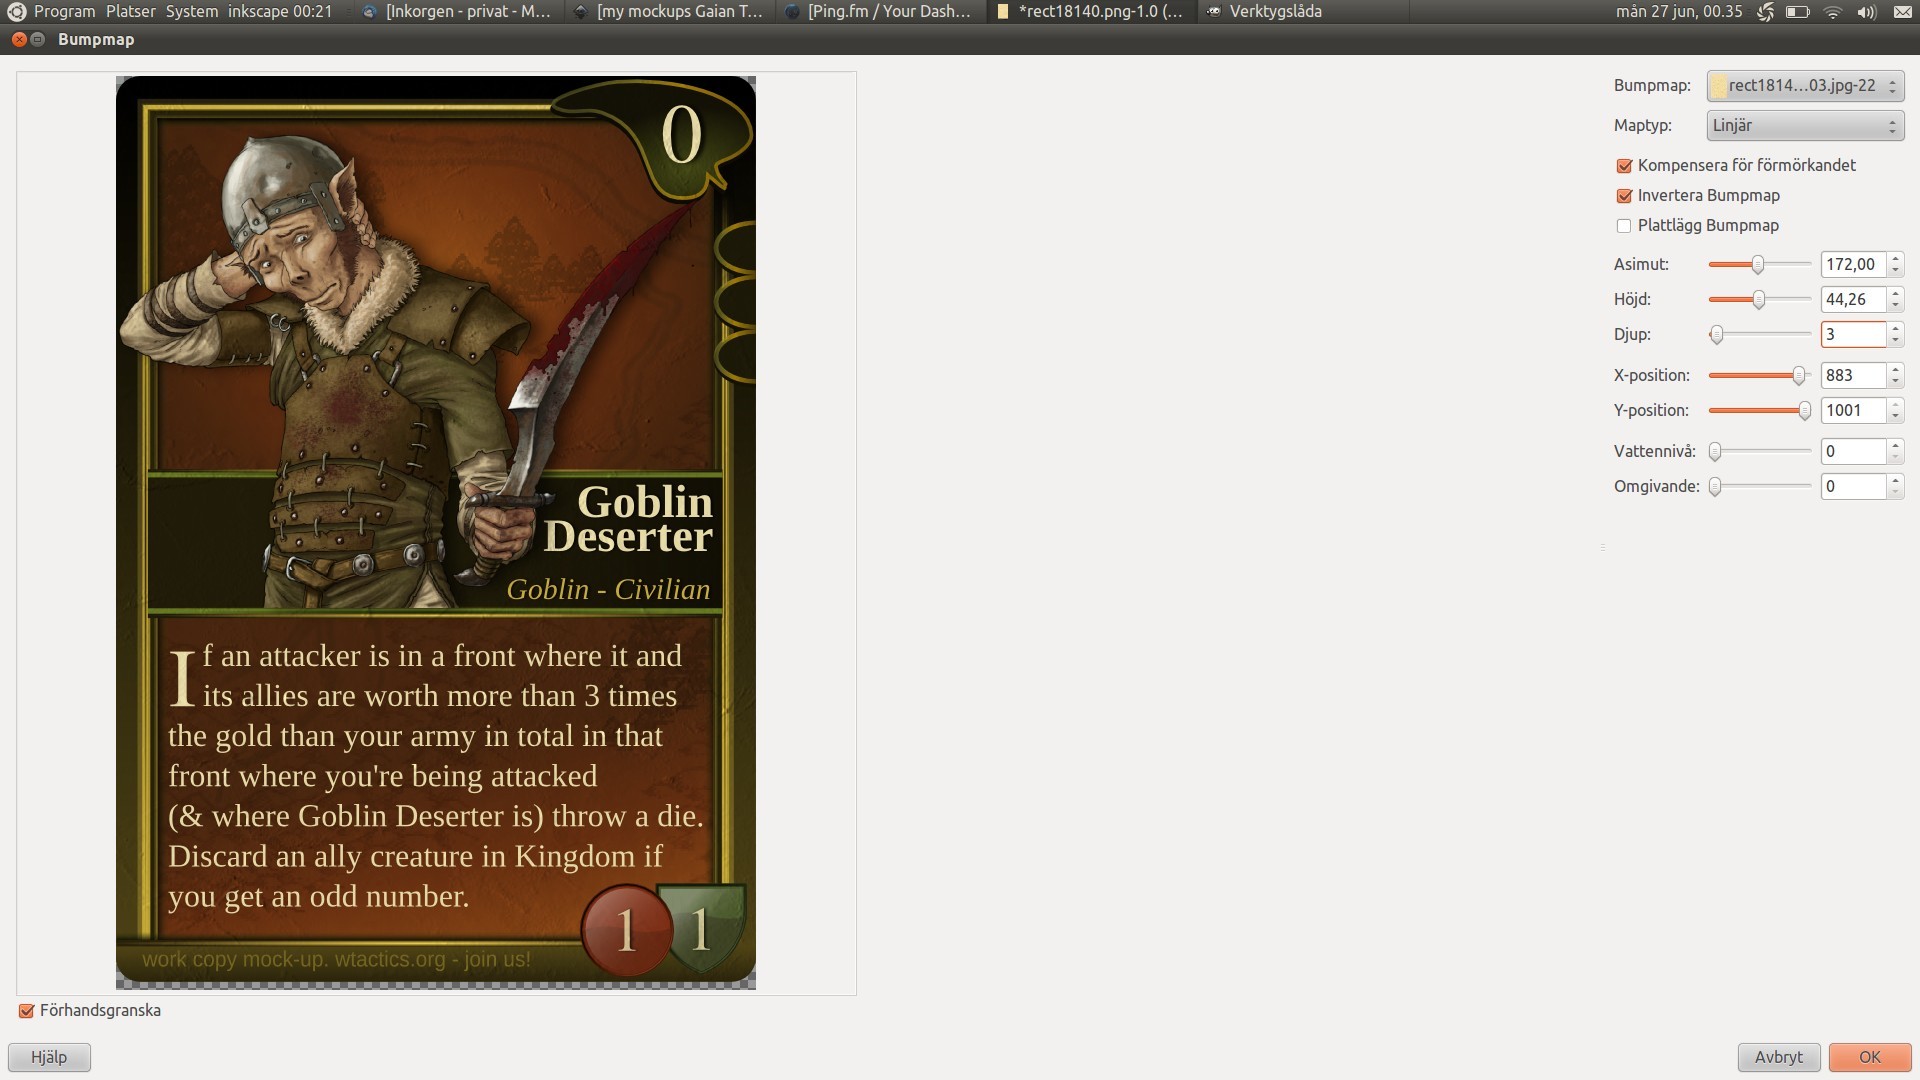 Program Platser System inkscape 00:21 [Inkorgen - privat - M... [my mockups Gaian T... [Ping.fm / Your Dash... *rect18140.png-1.0 (... Verktygslåda mån 27 jun, 00.35
Bumpmap
0
Goblin
Deserter
Goblin - Civilian
If an attacker is in a front where it and
its allies are worth more than 3 times
the gold than your army in total in that
front where you're being attacked
(& where Goblin Deserter is) throw a die.
Discard an ally creature in Kingdom if
you get an odd number.
1 1
work copy mock-up. wtactics.org - join us!
Förhandsgranska
Hjälp
Bumpmap: rect1814...03.jpg-22
Maptyp: Linjär
Kompensera för förmörkandet
Invertera Bumpmap
Plattlägg Bumpmap
Asimut: 172,00
Höjd: 44,26
Djup: 3
X-position: 883
Y-position: 1001
Vattennivå: 0
Omgivande: 0
Avbryt OK